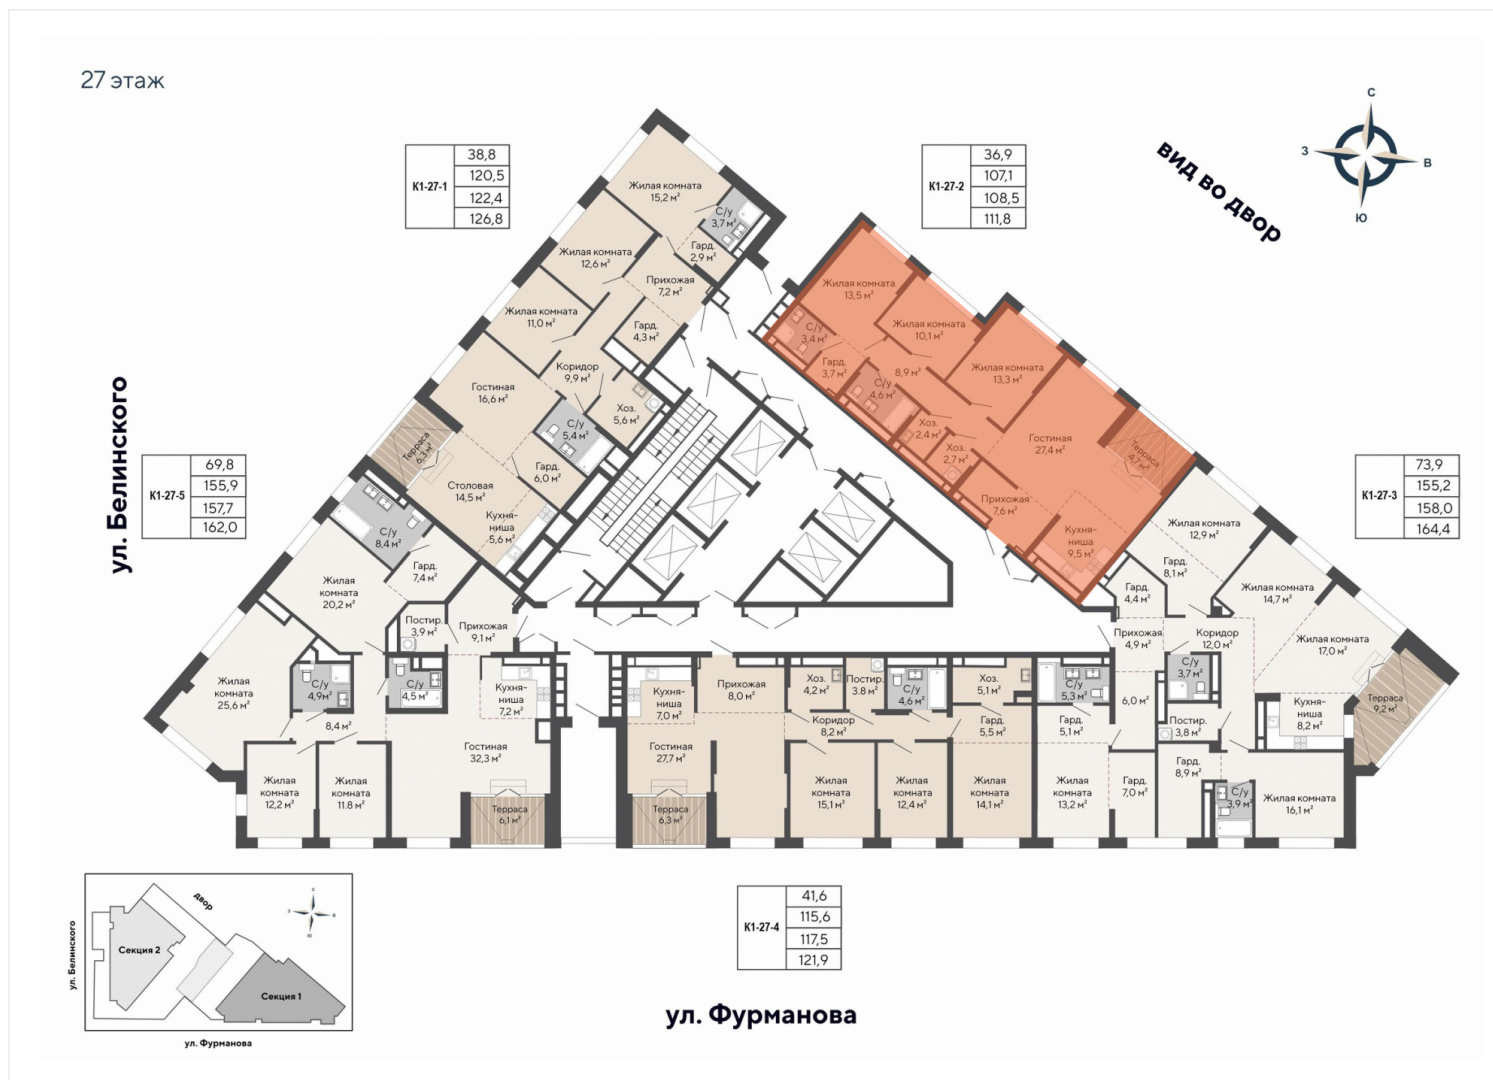 27 этаж
С
З
В
Ю
вид во двор
К1-27-1
38,8
120,5
122,4
126,8
К1-27-2
36,9
107,1
108,5
111,8
К1-27-5
69,8
155,9
157,7
162,0
К1-27-3
73,9
155,2
158,0
164,4
ул. Белинского
Жилая комната
15,2 м²
С/у
3,7 м²
Гард.
2,9 м²
Жилая комната
12,6 м²
Прихожая
7,2 м²
Жилая комната
11,0 м²
Гард.
4,3 м²
Коридор
9,9 м²
Гостиная
16,6 м²
Хоз.
5,6 м²
С/у
5,4 м²
Терраса
6,3 м²
Гард.
6,0 м²
Столовая
14,5 м²
Кухня-
ниша
5,6 м²
Жилая комната
13,5 м²
С/у
3,4 м²
Жилая комната
10,1 м²
Гард.
3,7 м²
8,9 м²
Жилая комната
13,3 м²
С/у
4,6 м²
Хоз.
2,4 м²
Хоз.
2,7 м²
Гостиная
27,4 м²
Терраса
4,7 м²
Прихожая
7,6 м²
Кухня-
ниша
9,5 м²
С/у
8,4 м²
Гард.
7,4 м²
Жилая
комната
20,2 м²
Постир.
3,9 м²
Прихожая
9,1 м²
Жилая
комната
25,6 м²
С/у
4,9 м²
С/у
4,5 м²
Кухня-
ниша
7,2 м²
8,4 м²
Гостиная
32,3 м²
Жилая
комната
12,2 м²
Жилая
комната
11.8 м²
Терраса
6,1 м²
Кухня-
ниша
7,0 м²
Прихожая
8,0 м²
Хоз.
4,2 м²
Постир.
3.8 м²
С/у
4,6 м²
Хоз.
5,1 м²
Коридор
8,2 м²
Гард.
5,5 м²
Гостиная
27,7 м²
Жилая
комната
15,1 м²
Жилая
комната
12,4 м²
Жилая
комната
14,1 м²
Терраса
6,3 м²
Жилая комната
12,9 м²
Гард.
8,1 м²
Гард.
4,4 м²
Жилая комната
14,7 м²
Прихожая
4,9 м²
Коридор
12,0 м²
Жилая комната
17,0 м²
С/у
5,3 м²
С/у
3,7 м²
6,0 м²
Терраса
9,2 м²
Гард.
5,1 м²
Постир.
3,8 м²
Кухня-
ниша
8,2 м²
Жилая
комната
13,2 м²
Гард.
7,0 м²
Гард.
8,9 м²
С/у
3,9 м²
Жилая комната
16,1 м²
К1-27-4
41,6
115,6
117,5
121,9
ул. Фурманова
двор
С
З
В
Ю
ул. Белинского
Секция 2
Секция 1
ул. Фурманова